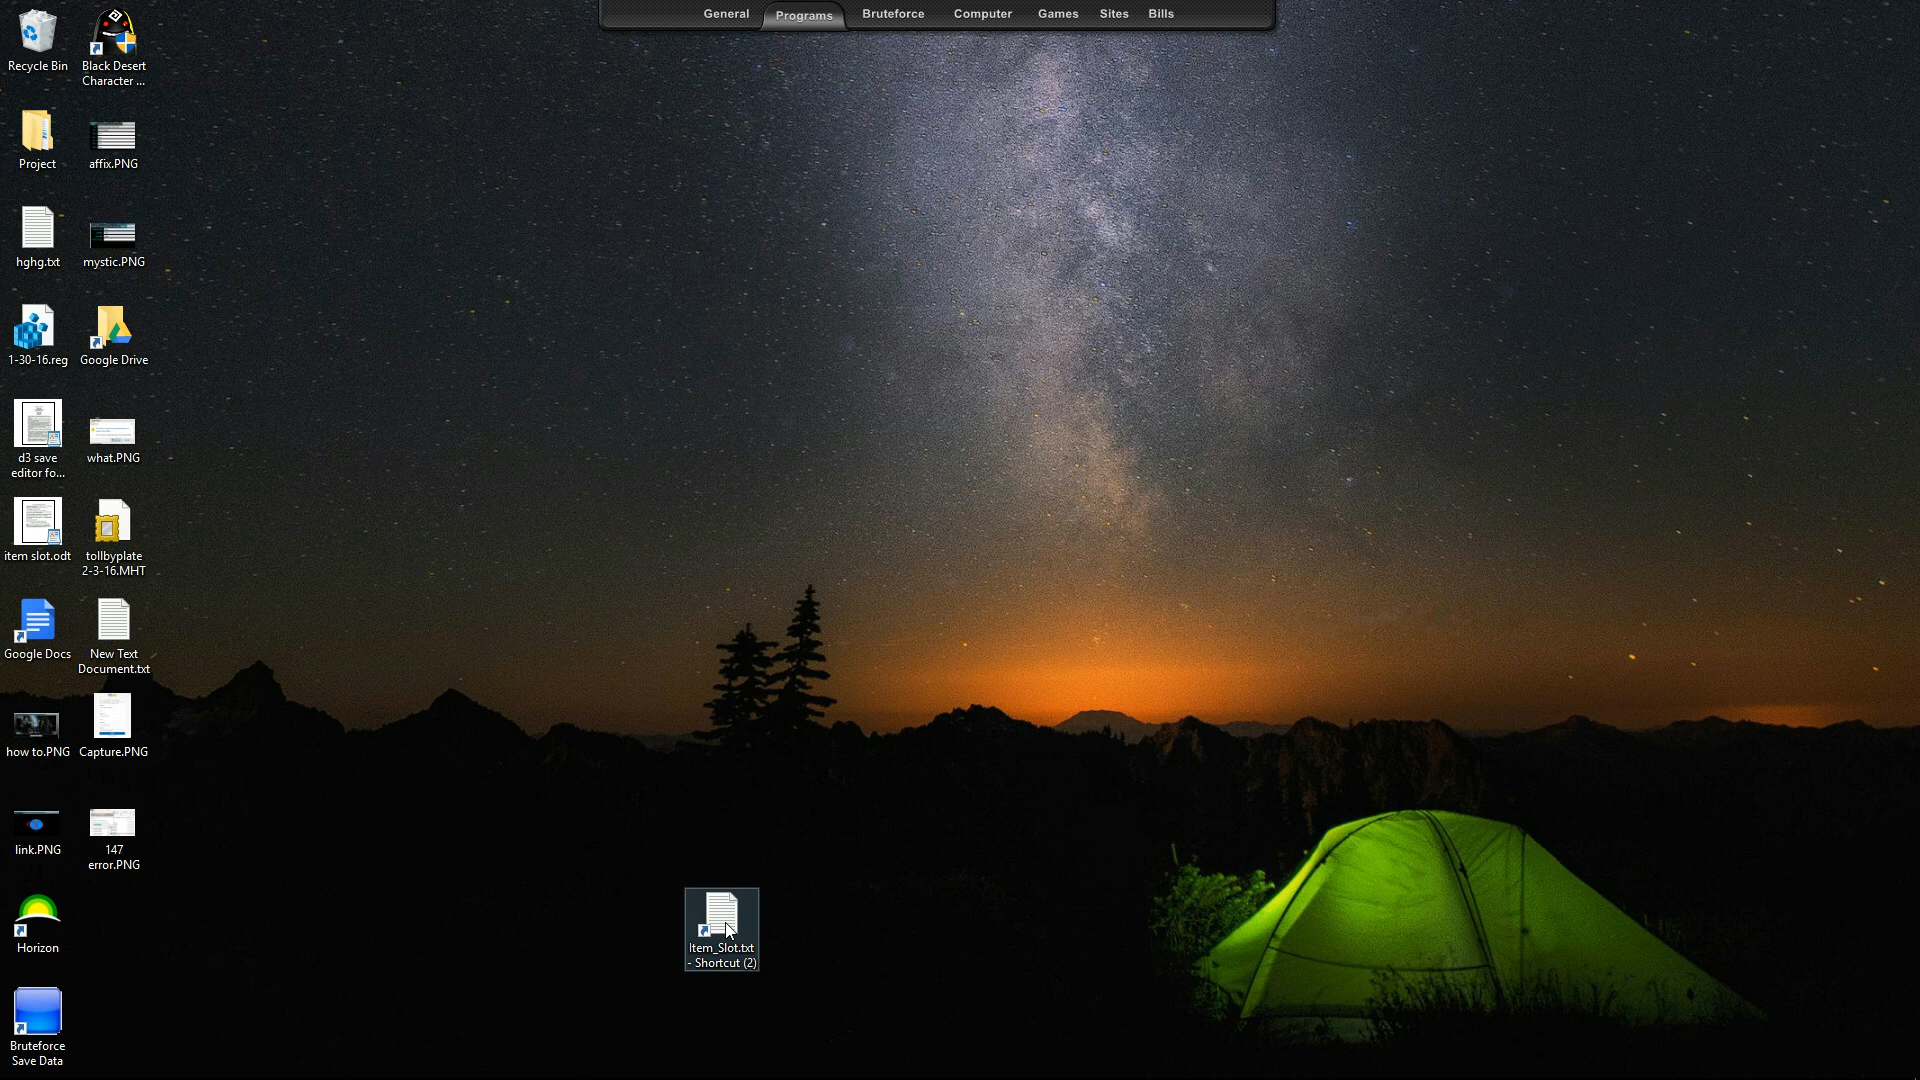 General
Programs
Bruteforce
Computer
Games
Sites
Bills
Recycle Bin
Black Desert
Character ...
Project
affix.PNG
hghg.txt
mystic.PNG
1-30-16.reg
Google Drive
d3 save
editor fo...
what.PNG
item slot.odt
tollbyplate
2-3-16.MHT
Google Docs
New Text
Document.txt
how to.PNG
Capture.PNG
link.PNG
147
error.PNG
Horizon
Item_Slot.txt
- Shortcut (2)
Bruteforce
Save Data